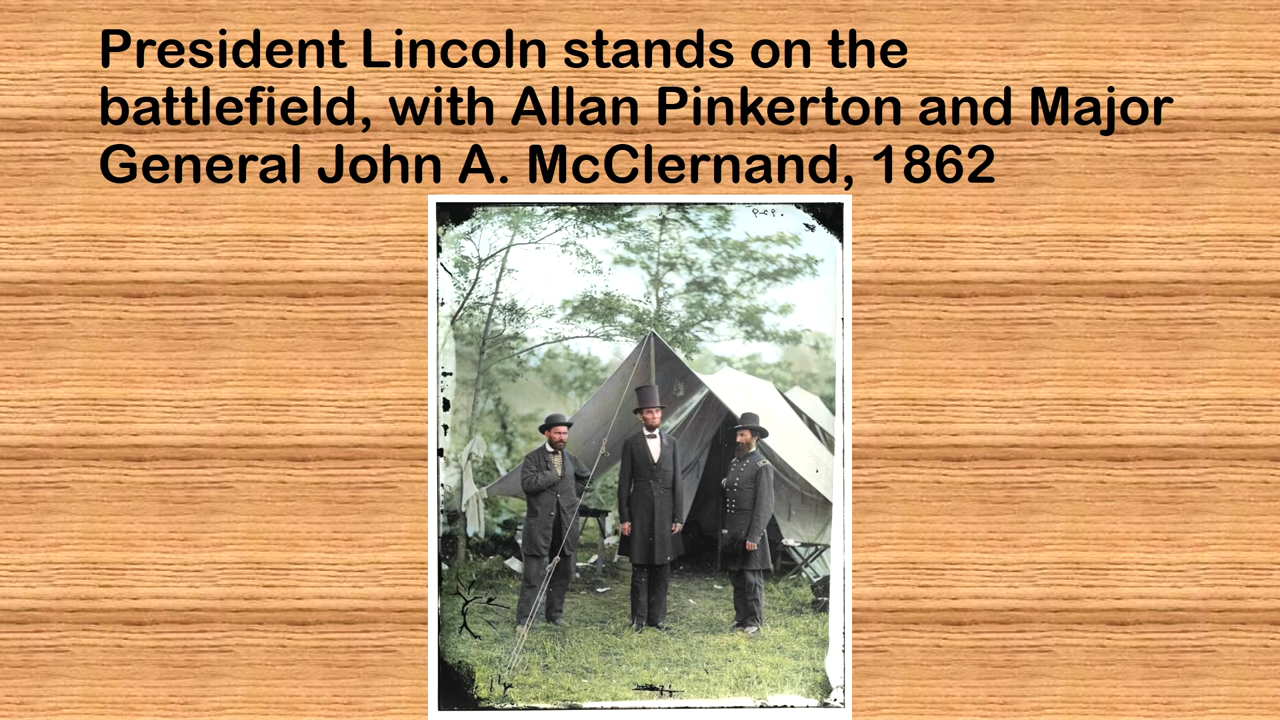 President Lincoln stands on the
battlefield, with Allan Pinkerton and Major
General John A. McClernand, 1862